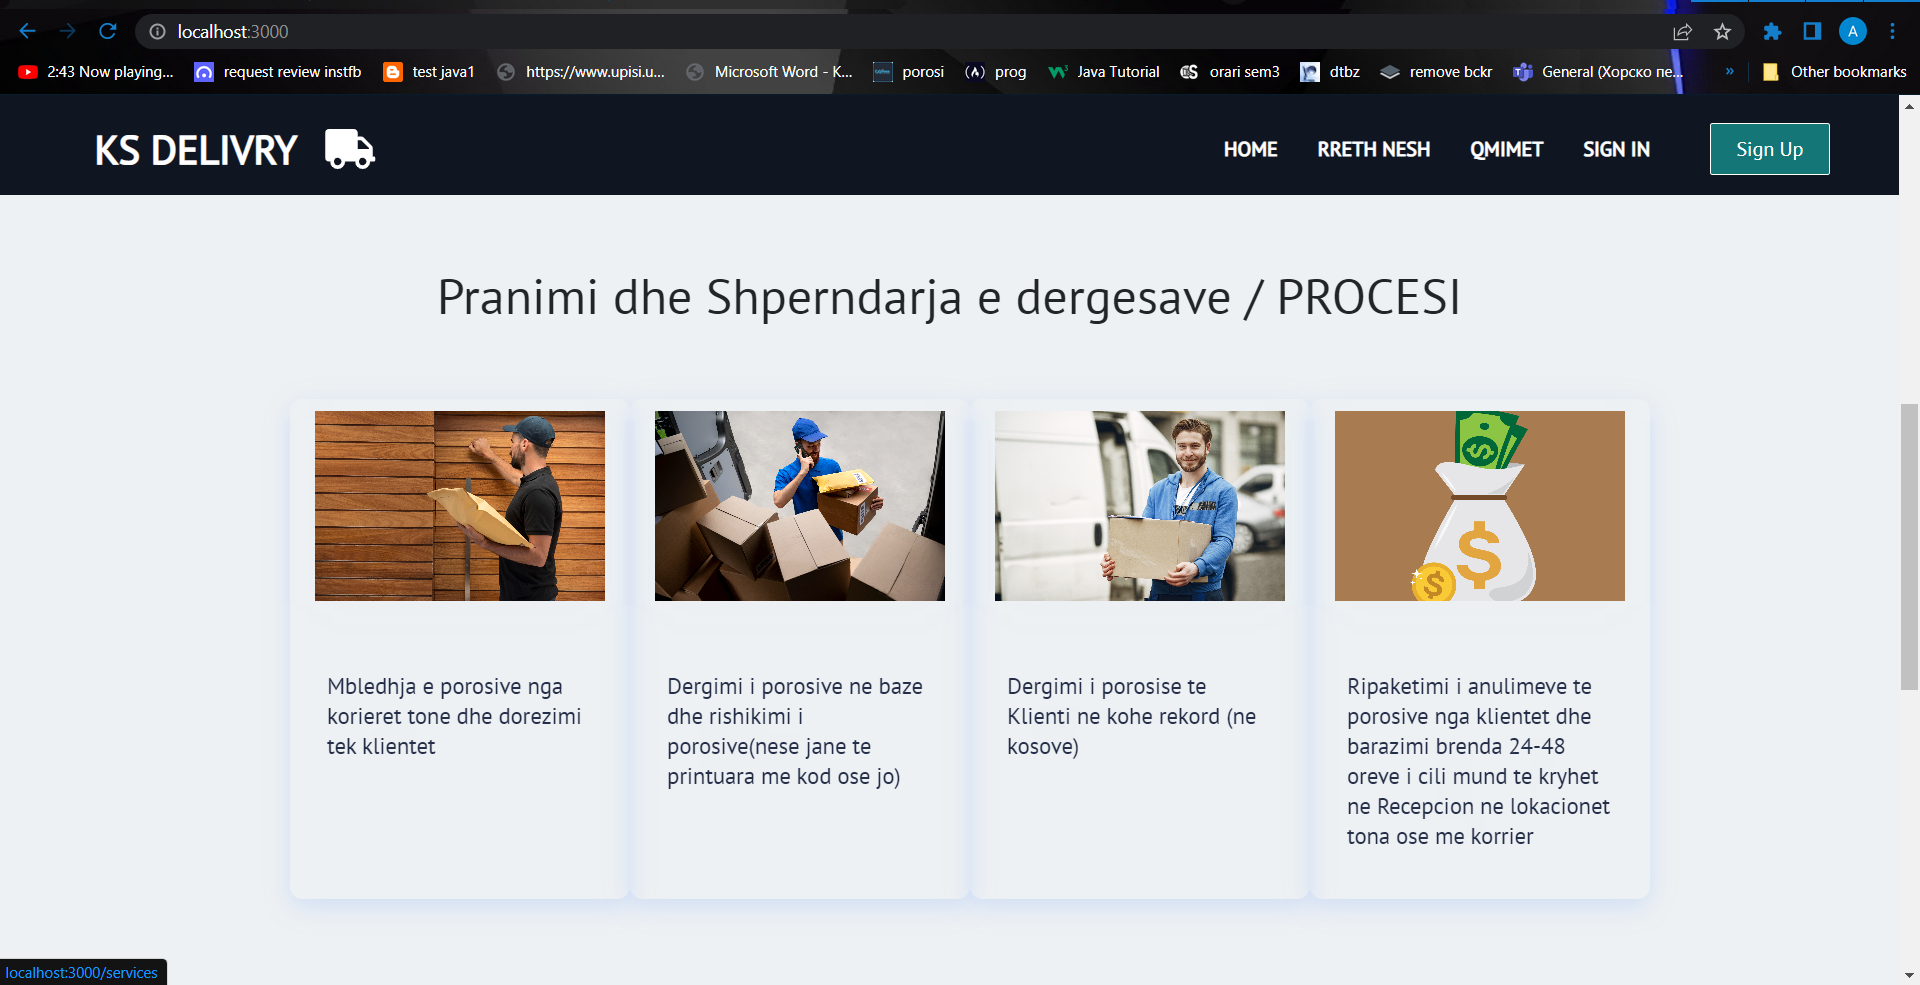 localhost:3000
2:43 Now playing...
request review instfb
test java1
https://www.upisi.u...
Microsoft Word - K...
porosi
prog
Java Tutorial
orari sem3
dtbz
remove bckr
General (Хорско пе...
»
Other bookmarks
A
KS DELIVRY
HOME
RRETH NESH
QMIMET
SIGN IN
Sign Up
Pranimi dhe Shperndarja e dergesave / PROCESI
Mbledhja e porosive nga
korieret tone dhe dorezimi
tek klientet
Dergimi i porosive ne baze
dhe rishikimi i
porosive(nese jane te
printuara me kod ose jo)
Dergimi i porosise te
Klienti ne kohe rekord (ne
kosove)
$
$
$
Ripaketimi i anulimeve te
porosive nga klientet dhe
barazimi brenda 24-48
oreve i cili mund te kryhet
ne Recepcion ne lokacionet
tona ose me korrier
localhost:3000/services